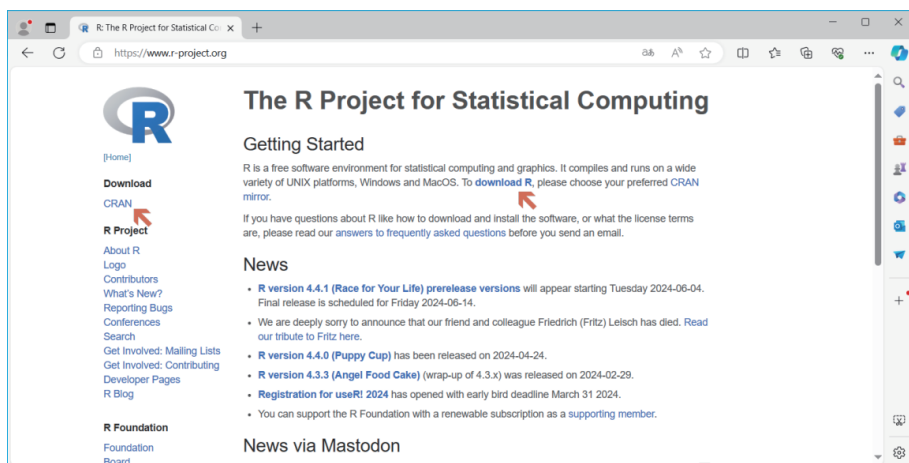 R: The R Project for Statistical Co
https://www.r-project.org
R
The R Project for Statistical Computing
[Home]
Download
CRAN
R Project
About R
Logo
Contributors
What's New?
Reporting Bugs
Conferences
Search
Get Involved: Mailing Lists
Get Involved: Contributing
Developer Pages
R Blog
R Foundation
Foundation
Board
Getting Started
R is a free software environment for statistical computing and graphics. It compiles and runs on a wide
variety of UNIX platforms, Windows and MacOS. To download R, please choose your preferred CRAN
mirror.
If you have questions about R like how to download and install the software, or what the license terms
are, please read our answers to frequently asked questions before you send an email.
News
• R version 4.4.1 (Race for Your Life) prerelease versions will appear starting Tuesday 2024-06-04.
Final release is scheduled for Friday 2024-06-14.
• We are deeply sorry to announce that our friend and colleague Friedrich (Fritz) Leisch has died. Read
our tribute to Fritz here.
• R version 4.4.0 (Puppy Cup) has been released on 2024-04-24.
• R version 4.3.3 (Angel Food Cake) (wrap-up of 4.3.x) was released on 2024-02-29.
• Registration for useR! 2024 has opened with early bird deadline March 31 2024.
• You can support the R Foundation with a renewable subscription as a supporting member.
News via Mastodon